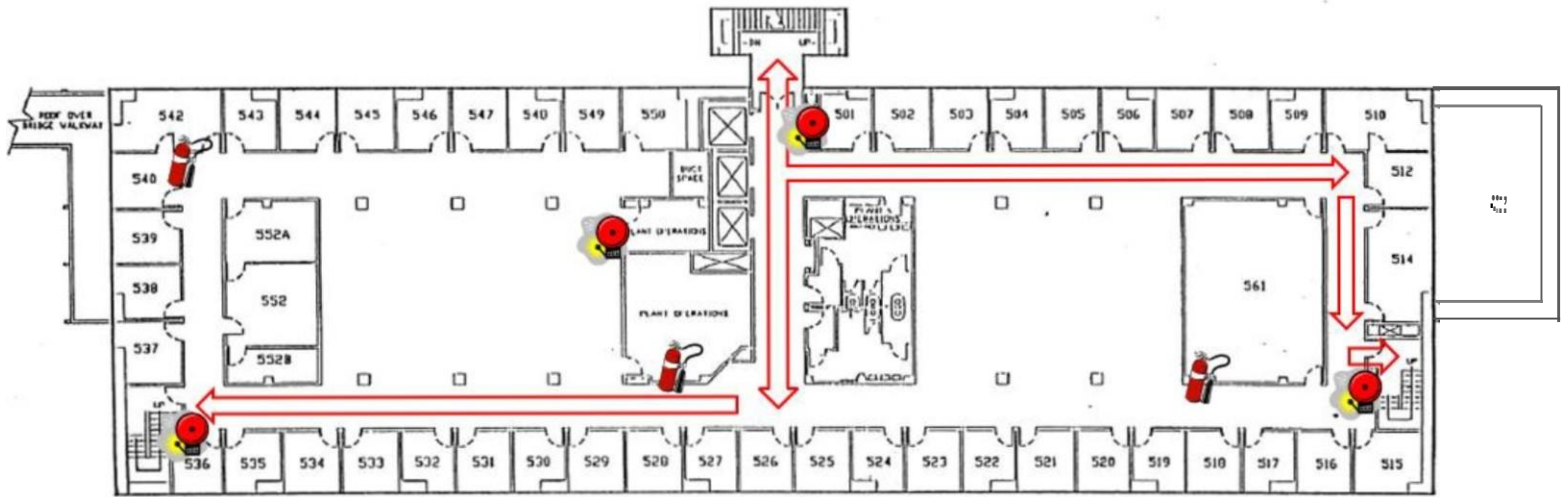 -DN UP-
ROOF OVER
BRIDGE WALKWAY
542 543 544 545 546 547 540 549 550 501 502 503 504 505 506 507 508 509 510
540
DUCT
SPACE
512
539
552A
PLANT OPERATIONS
514
538
552
561
PLANT OPERATIONS
537
552B
UP
UP
536 535 534 533 532 531 530 529 528 527 526 525 524 523 522 521 520 519 518 517 516 515